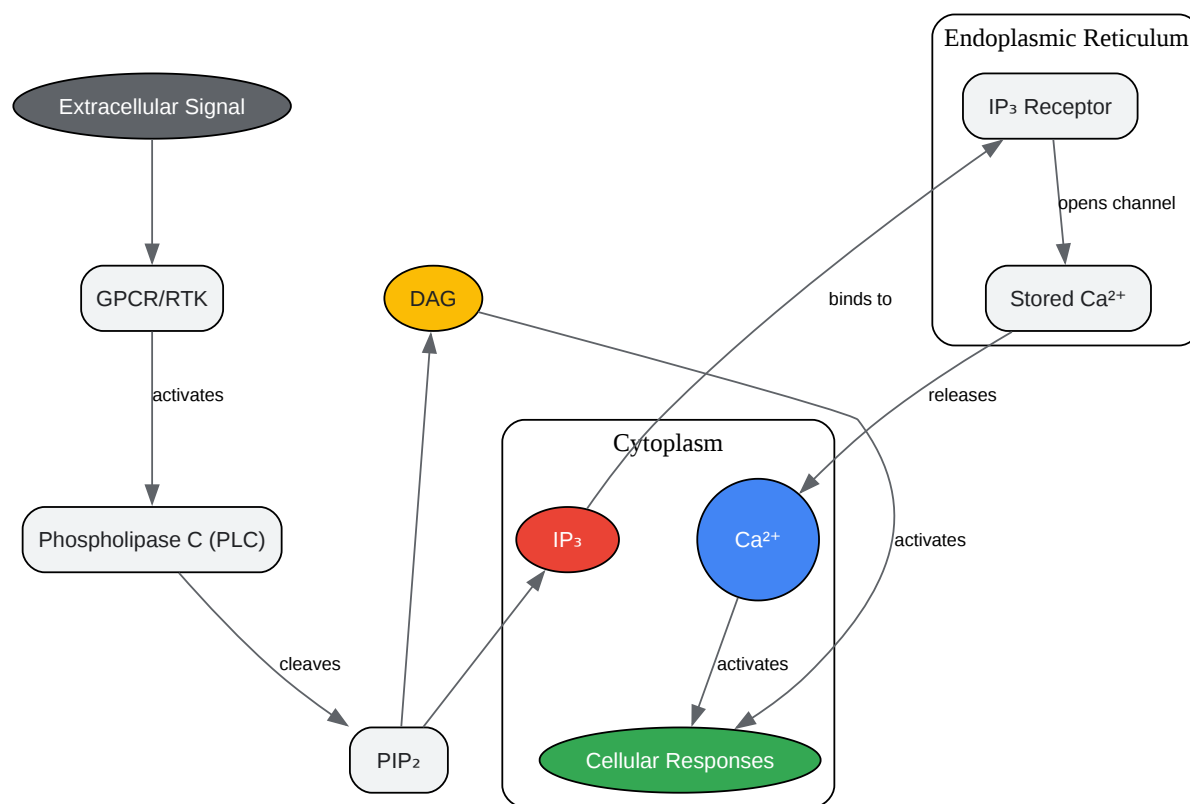 Endoplasmic Reticulum
Extracellular Signal
IP₃ Receptor
opens channel
GPCR/RTK
DAG
binds to
Stored Ca²⁺
activates
releases
Cytoplasm
Phospholipase C (PLC)
IP₃
Ca²⁺
activates
cleaves
activates
PIP₂
Cellular Responses